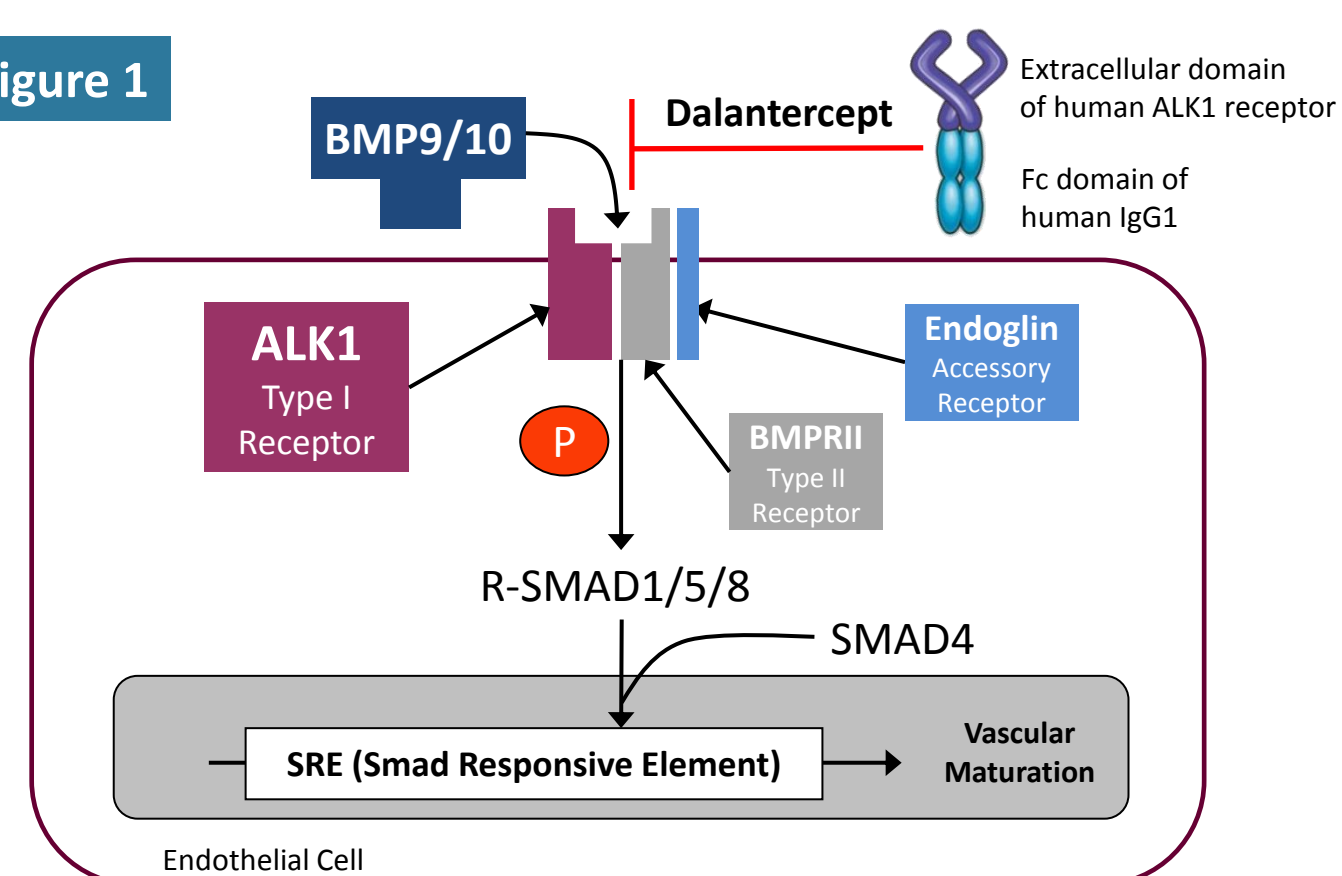 igure 1
BMP9/10
Dalantercept
Extracellular domain
of human ALK1 receptor
Fc domain of
human IgG1
ALK1
Type I
Receptor
Endoglin
Accessory
Receptor
P
BMPRII
Type II
Receptor
R-SMAD1/5/8
SMAD4
SRE (Smad Responsive Element)
Vascular
Maturation
Endothelial Cell